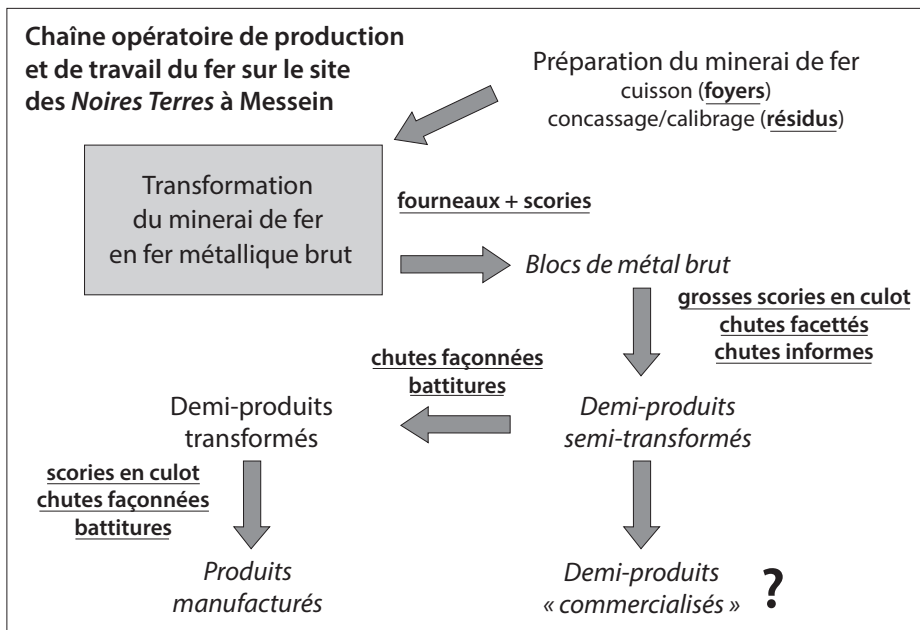 Chaîne opératoire de production
et de travail du fer sur le site
des Noires Terres à Messein
Préparation du minerai de fer
cuisson (foyers)
concassage/calibrage (résidus)
Transformation
du minerai de fer
en fer métallique brut
fourneaux + scories
Blocs de métal brut
grosses scories en culot
chutes facettés
chutes informes
chutes façonnées
battitures
Demi-produits
semi-transformés
Demi-produits
transformés
scories en culot
chutes façonnées
battitures
Produits
manufacturés
Demi-produits
« commercialisés » ?